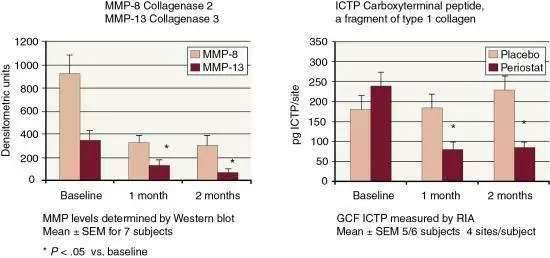 MMP-8 Collagenase 2
MMP-13 Collagenase 3
1200
1000
800
600
400
200
0
Densitometric units
MMP-8
MMP-13
*
*
Baseline
1 month
2 months
MMP levels determined by Western blot
Mean ± SEM for 7 subjects
* P < .05 vs. baseline
ICTP Carboxyterminal peptide,
a fragment of type 1 collagen
350
300
250
200
150
100
50
0
pg ICTP/site
Placebo
Periostat
*
*
Baseline
1 month
2 months
GCF ICTP measured by RIA
Mean ± SEM 5/6 subjects 4 sites/subject